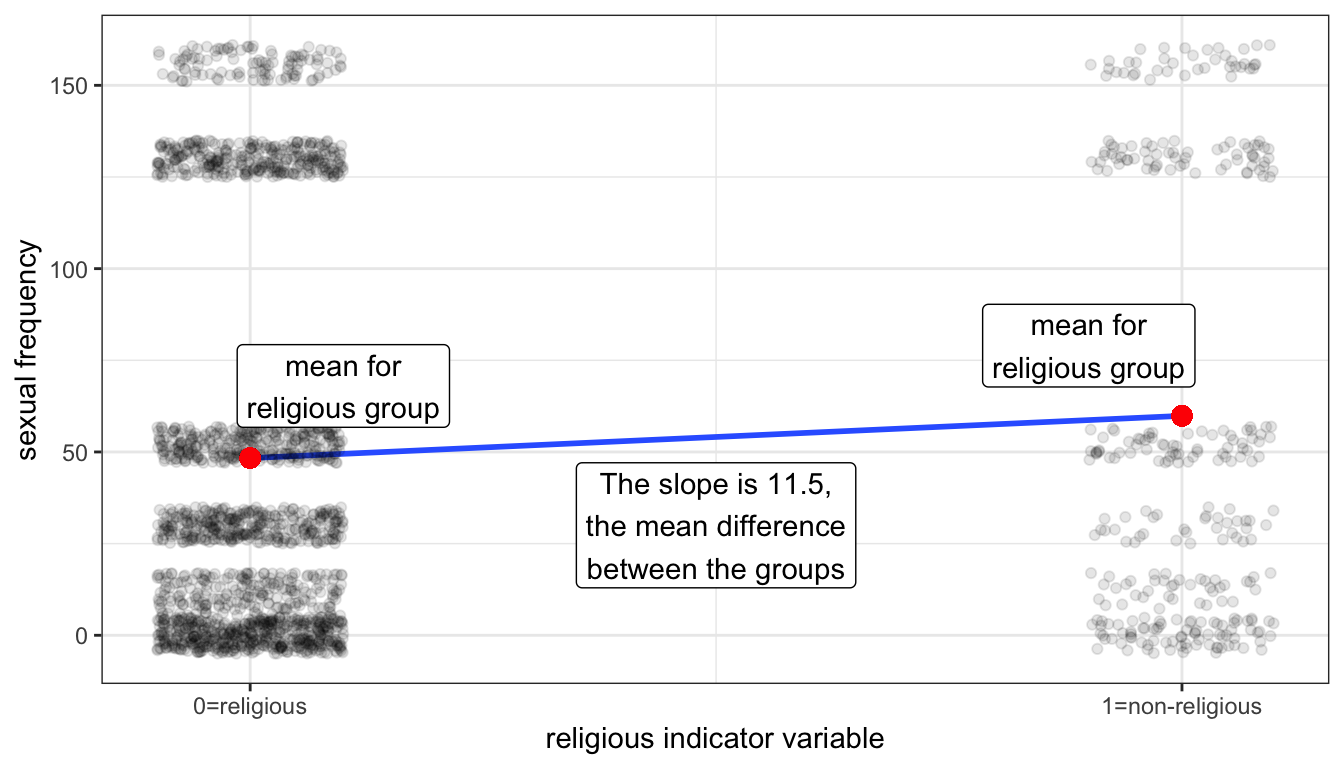 150
100
50
0
sexual frequency
mean for
religious group
mean for
religious group
The slope is 11.5,
the mean difference
between the groups
0=religious
1=non-religious
religious indicator variable